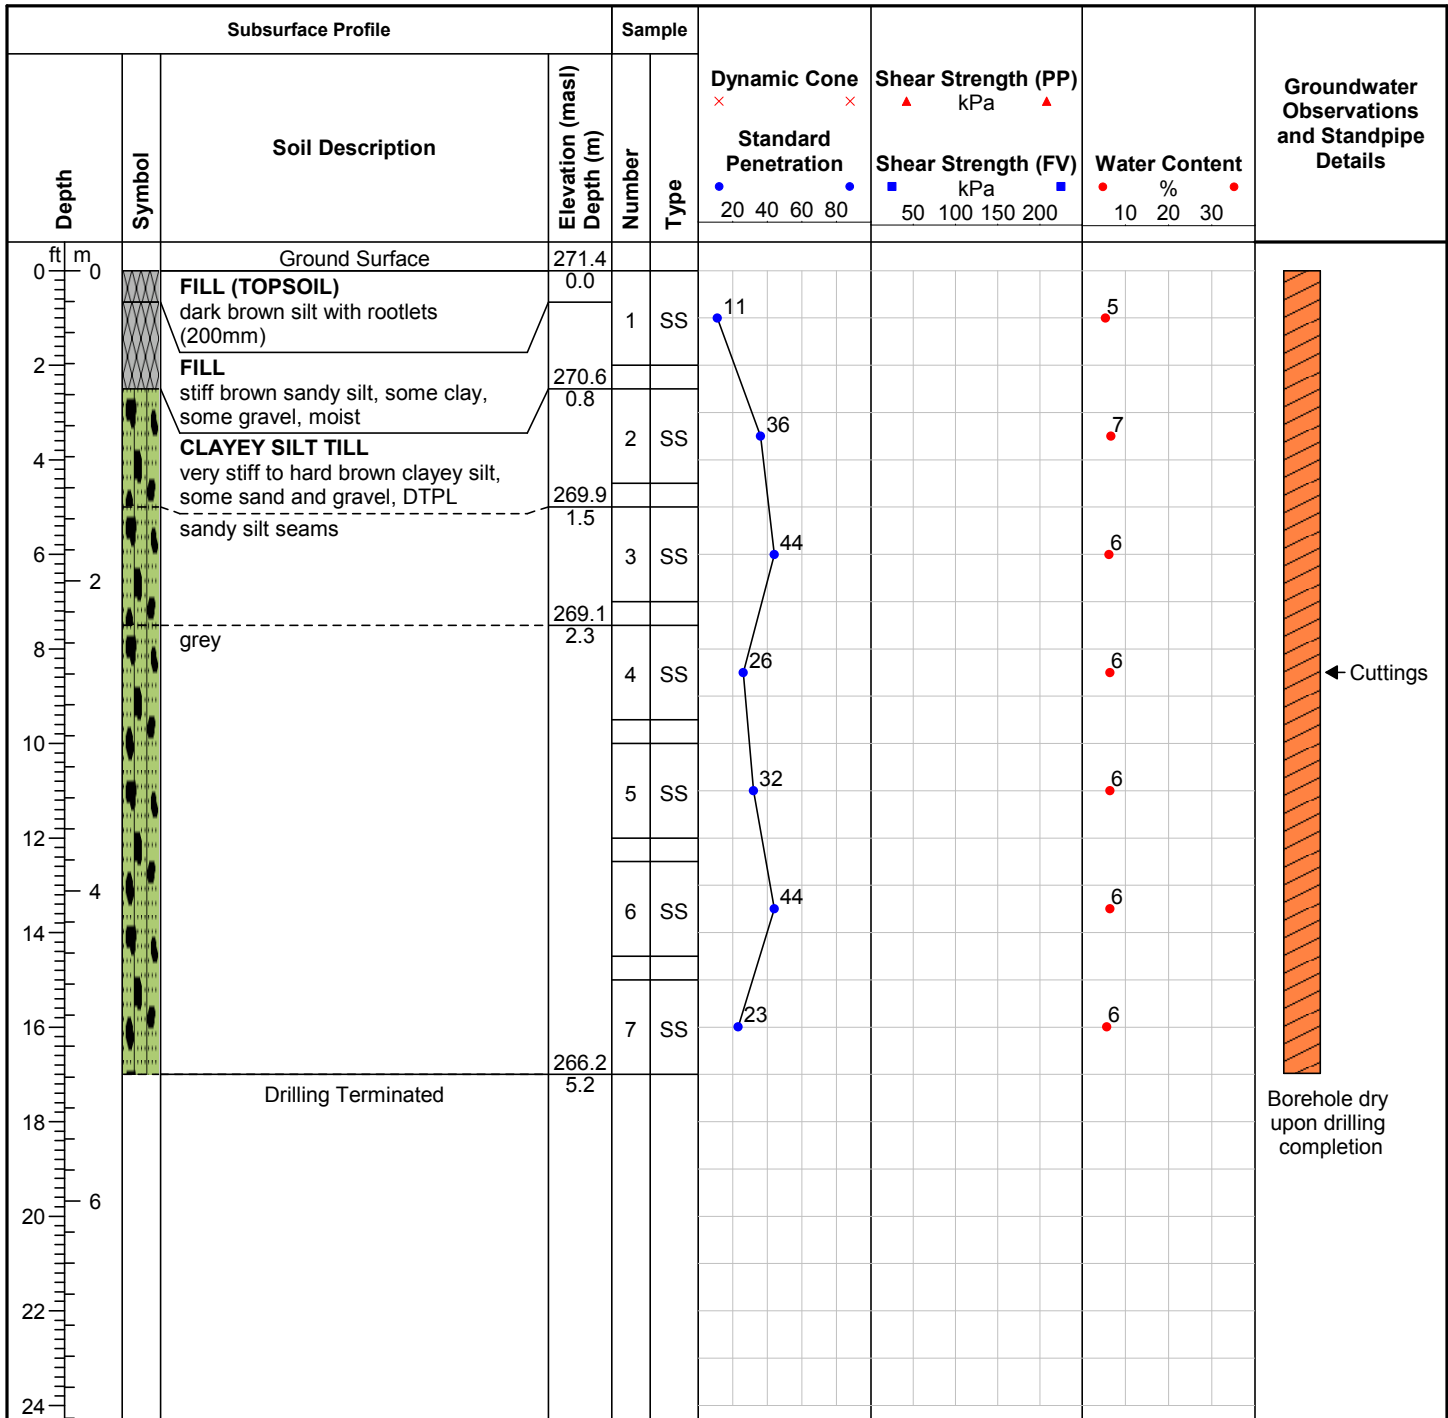 Subsurface Profile
Sample
Depth
Symbol
Soil Description
Elevation (masl)
Depth (m)
Number
Type
Dynamic Cone
Standard
Penetration
20 40 60 80
Shear Strength (PP)
kPa
Shear Strength (FV)
kPa
50 100 150 200
Water Content
%
10 20 30
Groundwater
Observations
and Standpipe
Details
ft m
0 0
2
4
6
2
8
10
12
4
14
16
18
6
20
22
24
Ground Surface
271.4
0.0
FILL (TOPSOIL)
dark brown silt with rootlets
(200mm)
FILL
stiff brown sandy silt, some clay,
some gravel, moist
270.6
0.8
CLAYEY SILT TILL
very stiff to hard brown clayey silt,
some sand and gravel, DTPL
269.9
1.5
sandy silt seams
269.1
2.3
grey
266.2
5.2
Drilling Terminated
1 SS 11 5
2 SS 36 7
3 SS 44 6
4 SS 26 6
5 SS 32 6
6 SS 44 6
7 SS 23 6
Cuttings
Borehole dry
upon drilling
completion